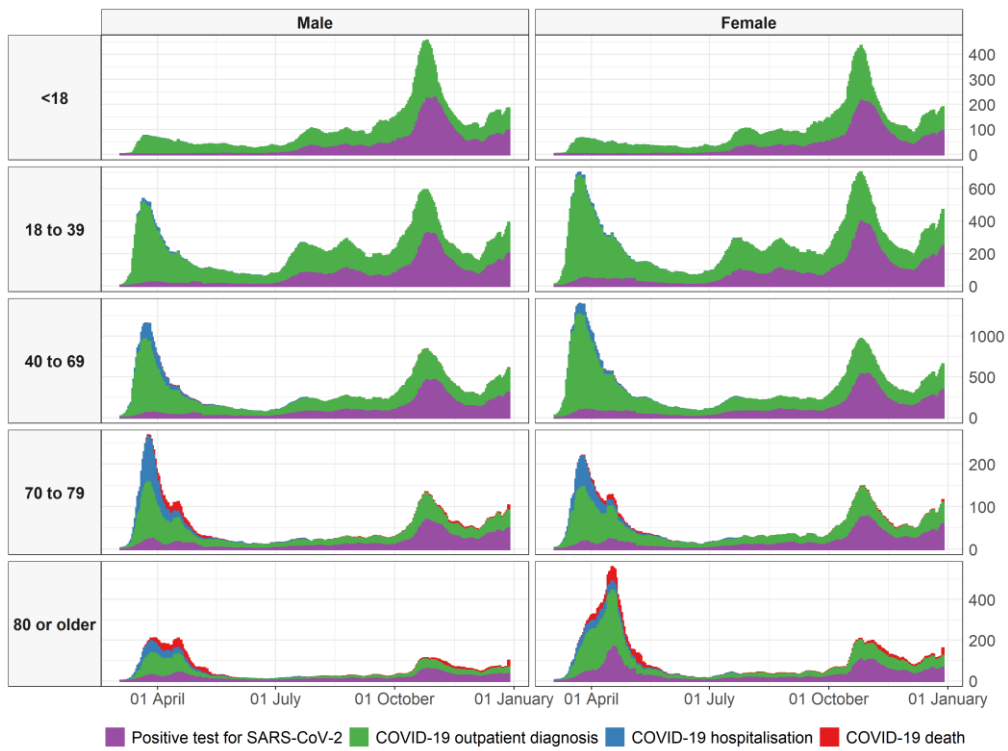 Male Female
<18
400
300
200
100
0
18 to 39
600
400
200
0
40 to 69
1000
500
0
70 to 79
200
100
0
80 or older
400
200
0
01 April 01 July 01 October 01 January 01 April 01 July 01 October 01 January
Positive test for SARS-CoV-2 COVID-19 outpatient diagnosis COVID-19 hospitalisation COVID-19 death